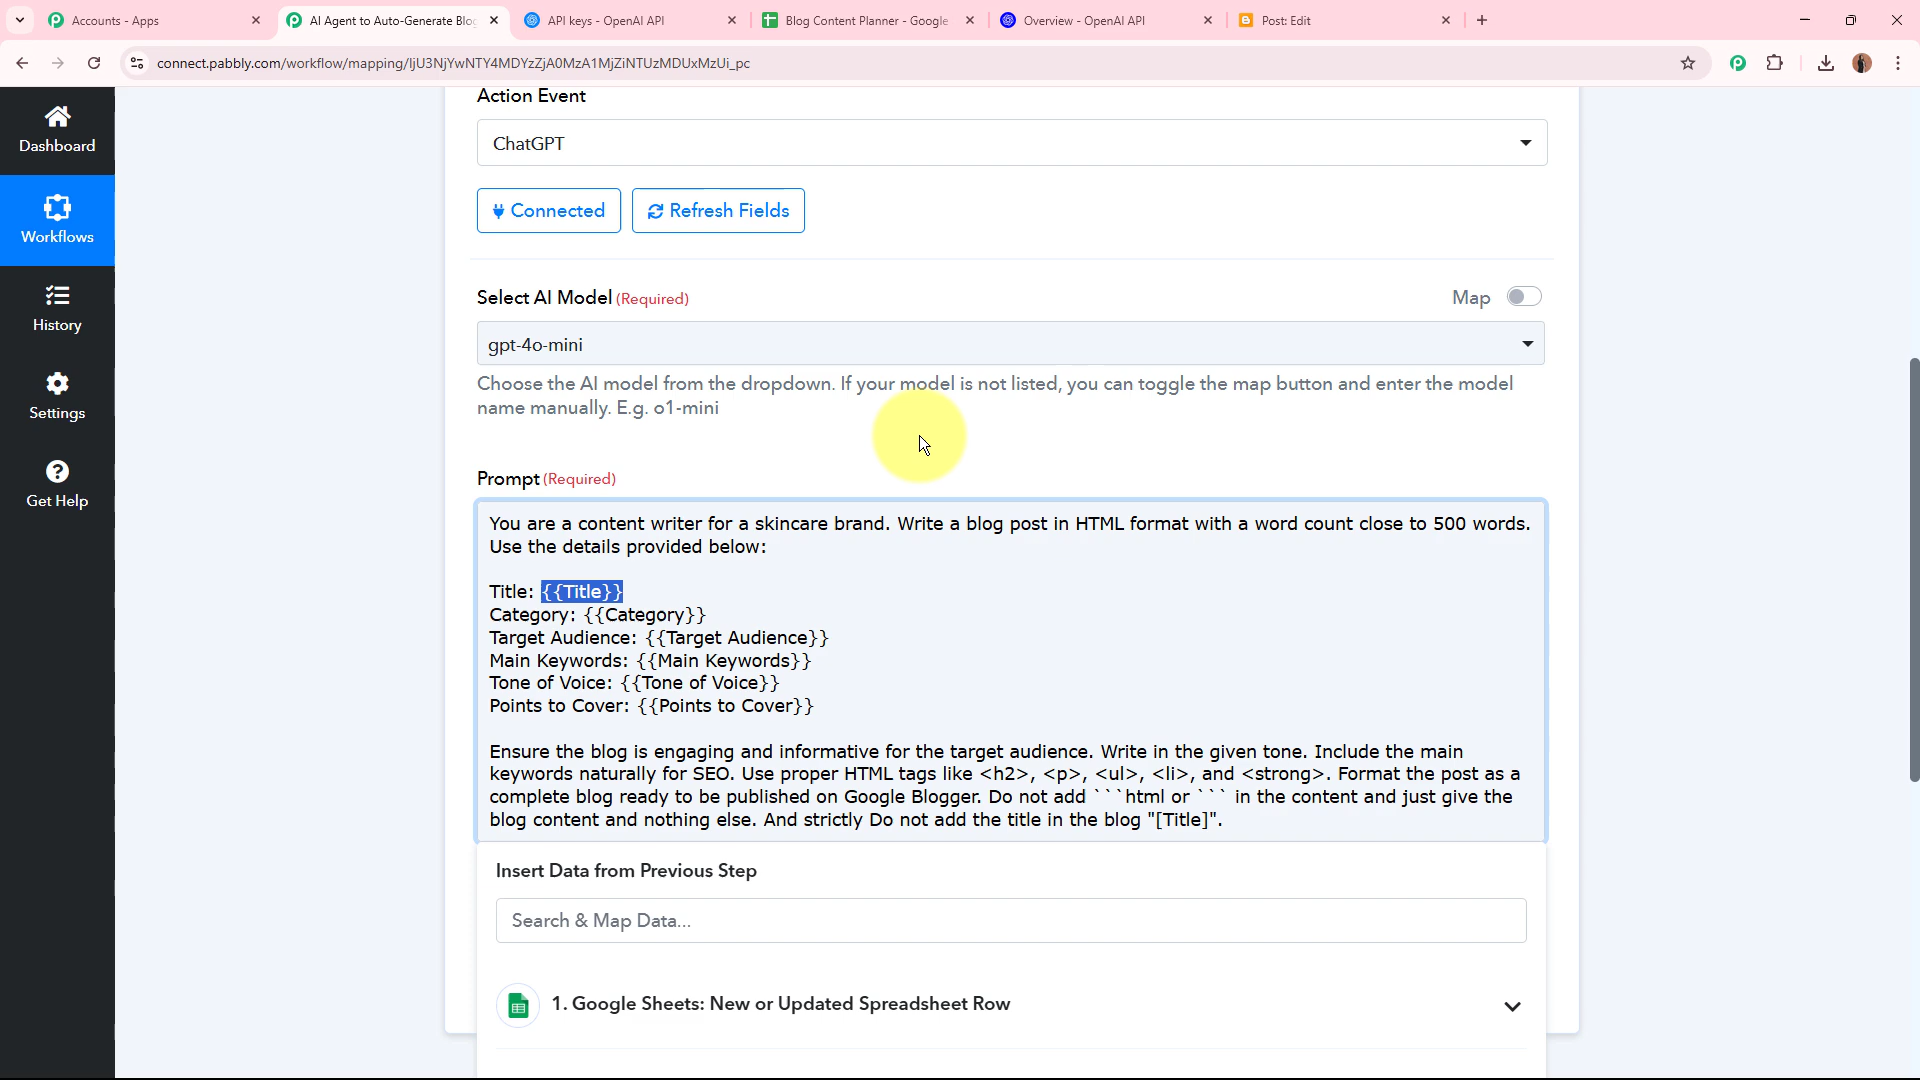 Accounts - Apps
AI Agent to Auto-Generate Blog
API keys - OpenAI API
Blog Content Planner - Google
Overview - OpenAI API
Post: Edit
connect.pabbly.com/workflow/mapping/IjU3NjYwNTY4MDYzZjA0MzA1MjZiNTUzMDUxMzUi_pc
Dashboard
Workflows
History
Settings
Get Help
Action Event
ChatGPT
Connected
Refresh Fields
Select AI Model (Required)
Map
gpt-4o-mini
Choose the AI model from the dropdown. If your model is not listed, you can toggle the map button and enter the model
name manually. E.g. o1-mini
Prompt (Required)
You are a content writer for a skincare brand. Write a blog post in HTML format with a word count close to 500 words.
Use the details provided below:
Title: {{Title}}
Category: {{Category}}
Target Audience: {{Target Audience}}
Main Keywords: {{Main Keywords}}
Tone of Voice: {{Tone of Voice}}
Points to Cover: {{Points to Cover}}
Ensure the blog is engaging and informative for the target audience. Write in the given tone. Include the main
keywords naturally for SEO. Use proper HTML tags like <h2>, <p>, <ul>, <li>, and <strong>. Format the post as a
complete blog ready to be published on Google Blogger. Do not add ```html or ``` in the content and just give the
blog content and nothing else. And strictly Do not add the title in the blog "[Title]".
Insert Data from Previous Step
Search & Map Data...
1. Google Sheets: New or Updated Spreadsheet Row